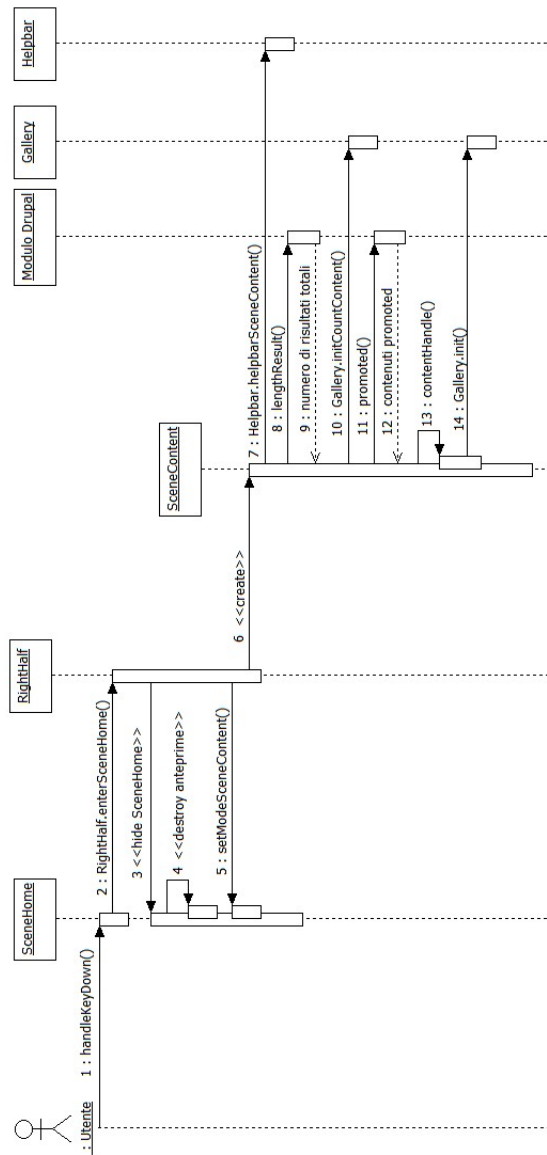 : Utente
SceneHome
RightHalf
SceneContent
Modulo Drupal
Gallery
Helpbar
1 : handleKeyDown()
2 : RightHalf.enterSceneHome()
3 <<hide SceneHome>>
4 <<destroy anteprime>>
5 : setModeSceneContent()
6 <<create>>
7 : Helpbar.helpbarSceneContent()
8 : lengthResult()
9 : numero di risultati totali
10 : Gallery.initCountContent()
11 : promoted()
12 : contenuti promoted
13 : contentHandle()
14 : Gallery.init()